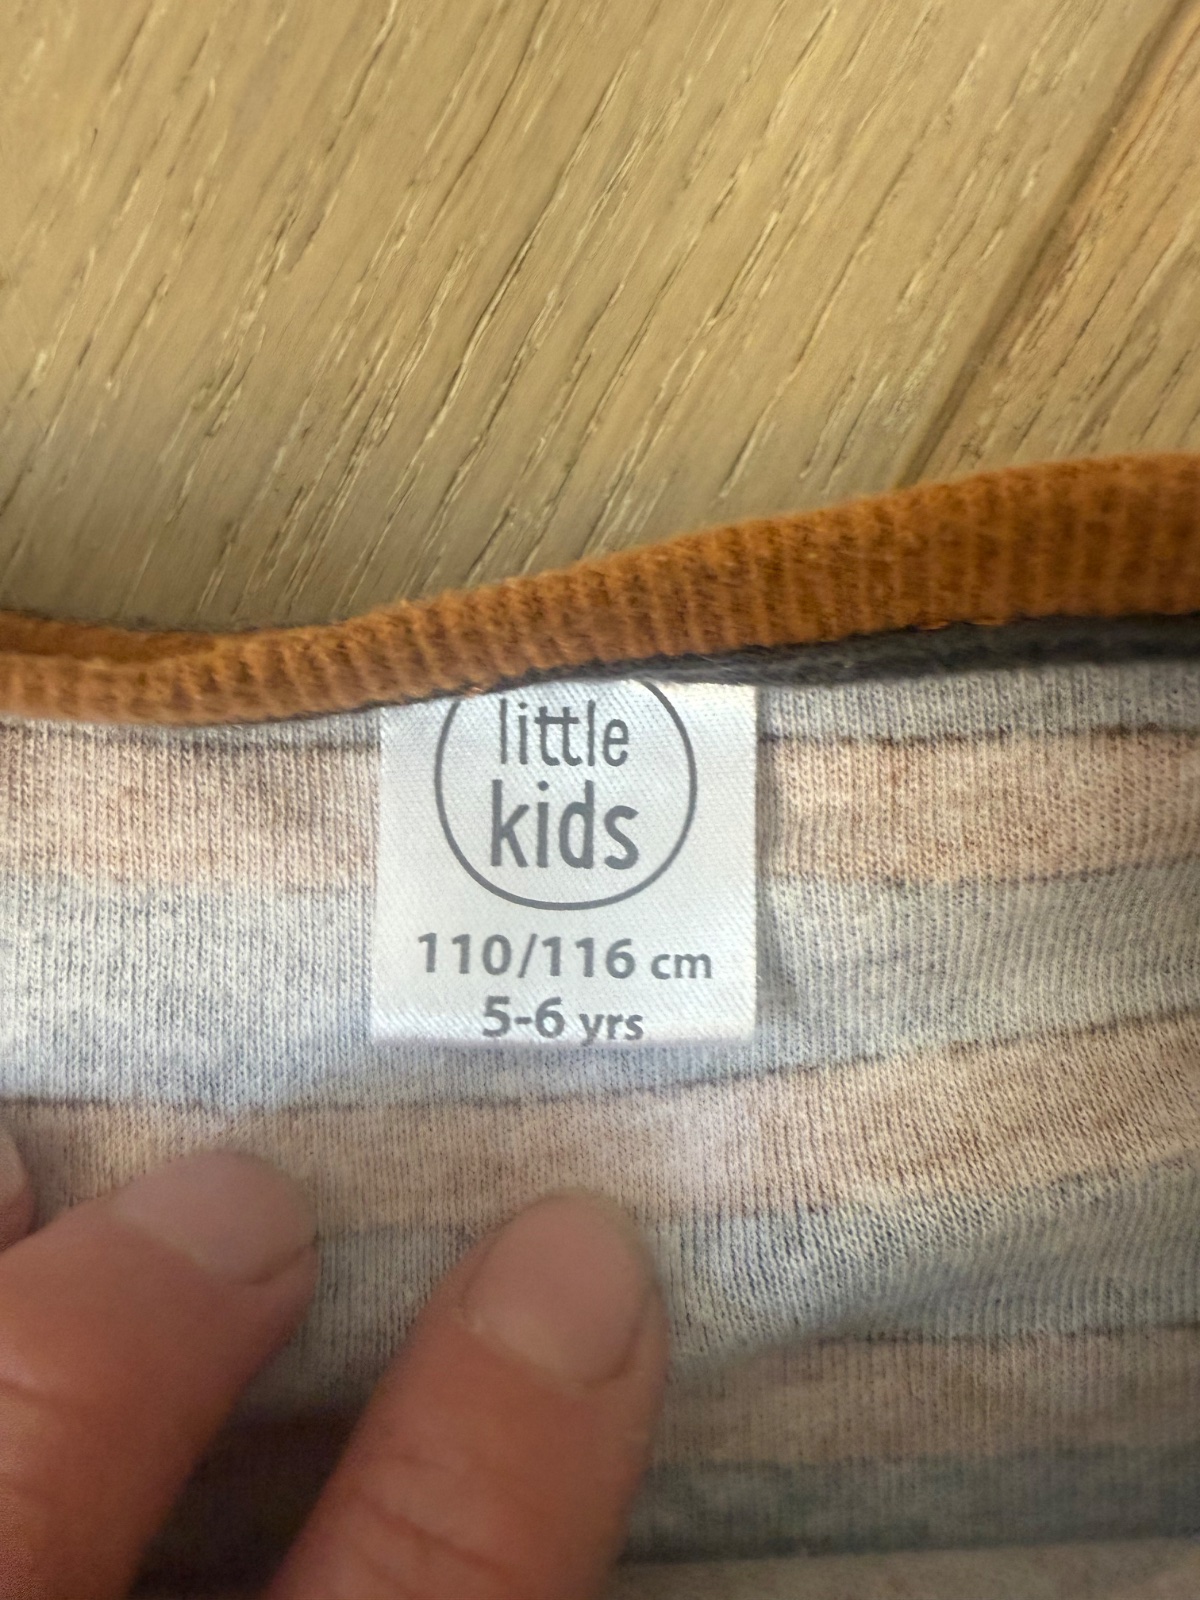 little
kids
110/116 cm
5-6 yrs